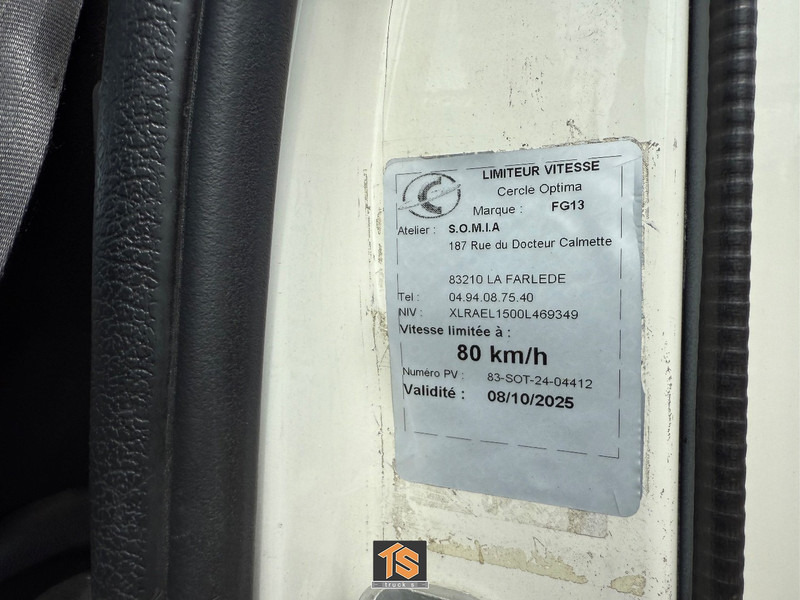 LIMITEUR VITESSE
Cercle Optima
Marque : FG13
Atelier : S.O.M.I.A
187 Rue du Docteur Calmette
83210 LA FARLEDE
Tel : 04.94.08.75.40
NIV : XLRAEL1500L469349
Vitesse limitée à :
80 km/h
Numéro PV : 83-SOT-24-04412
Validité : 08/10/2025
TS